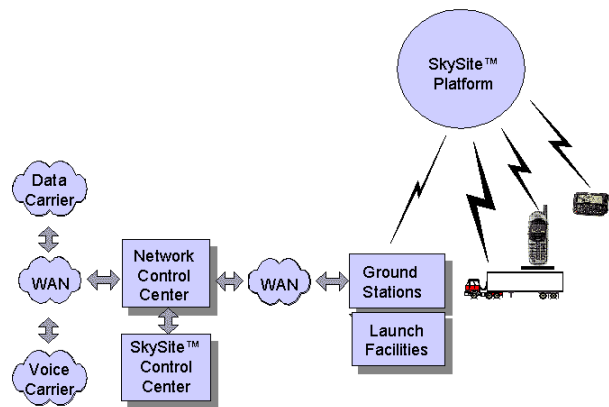 SkySite™
Platform
Data
Carrier
WAN
Voice
Carrier
Network
Control
Center
SkySite™
Control
Center
WAN
Ground
Stations
Launch
Facilities